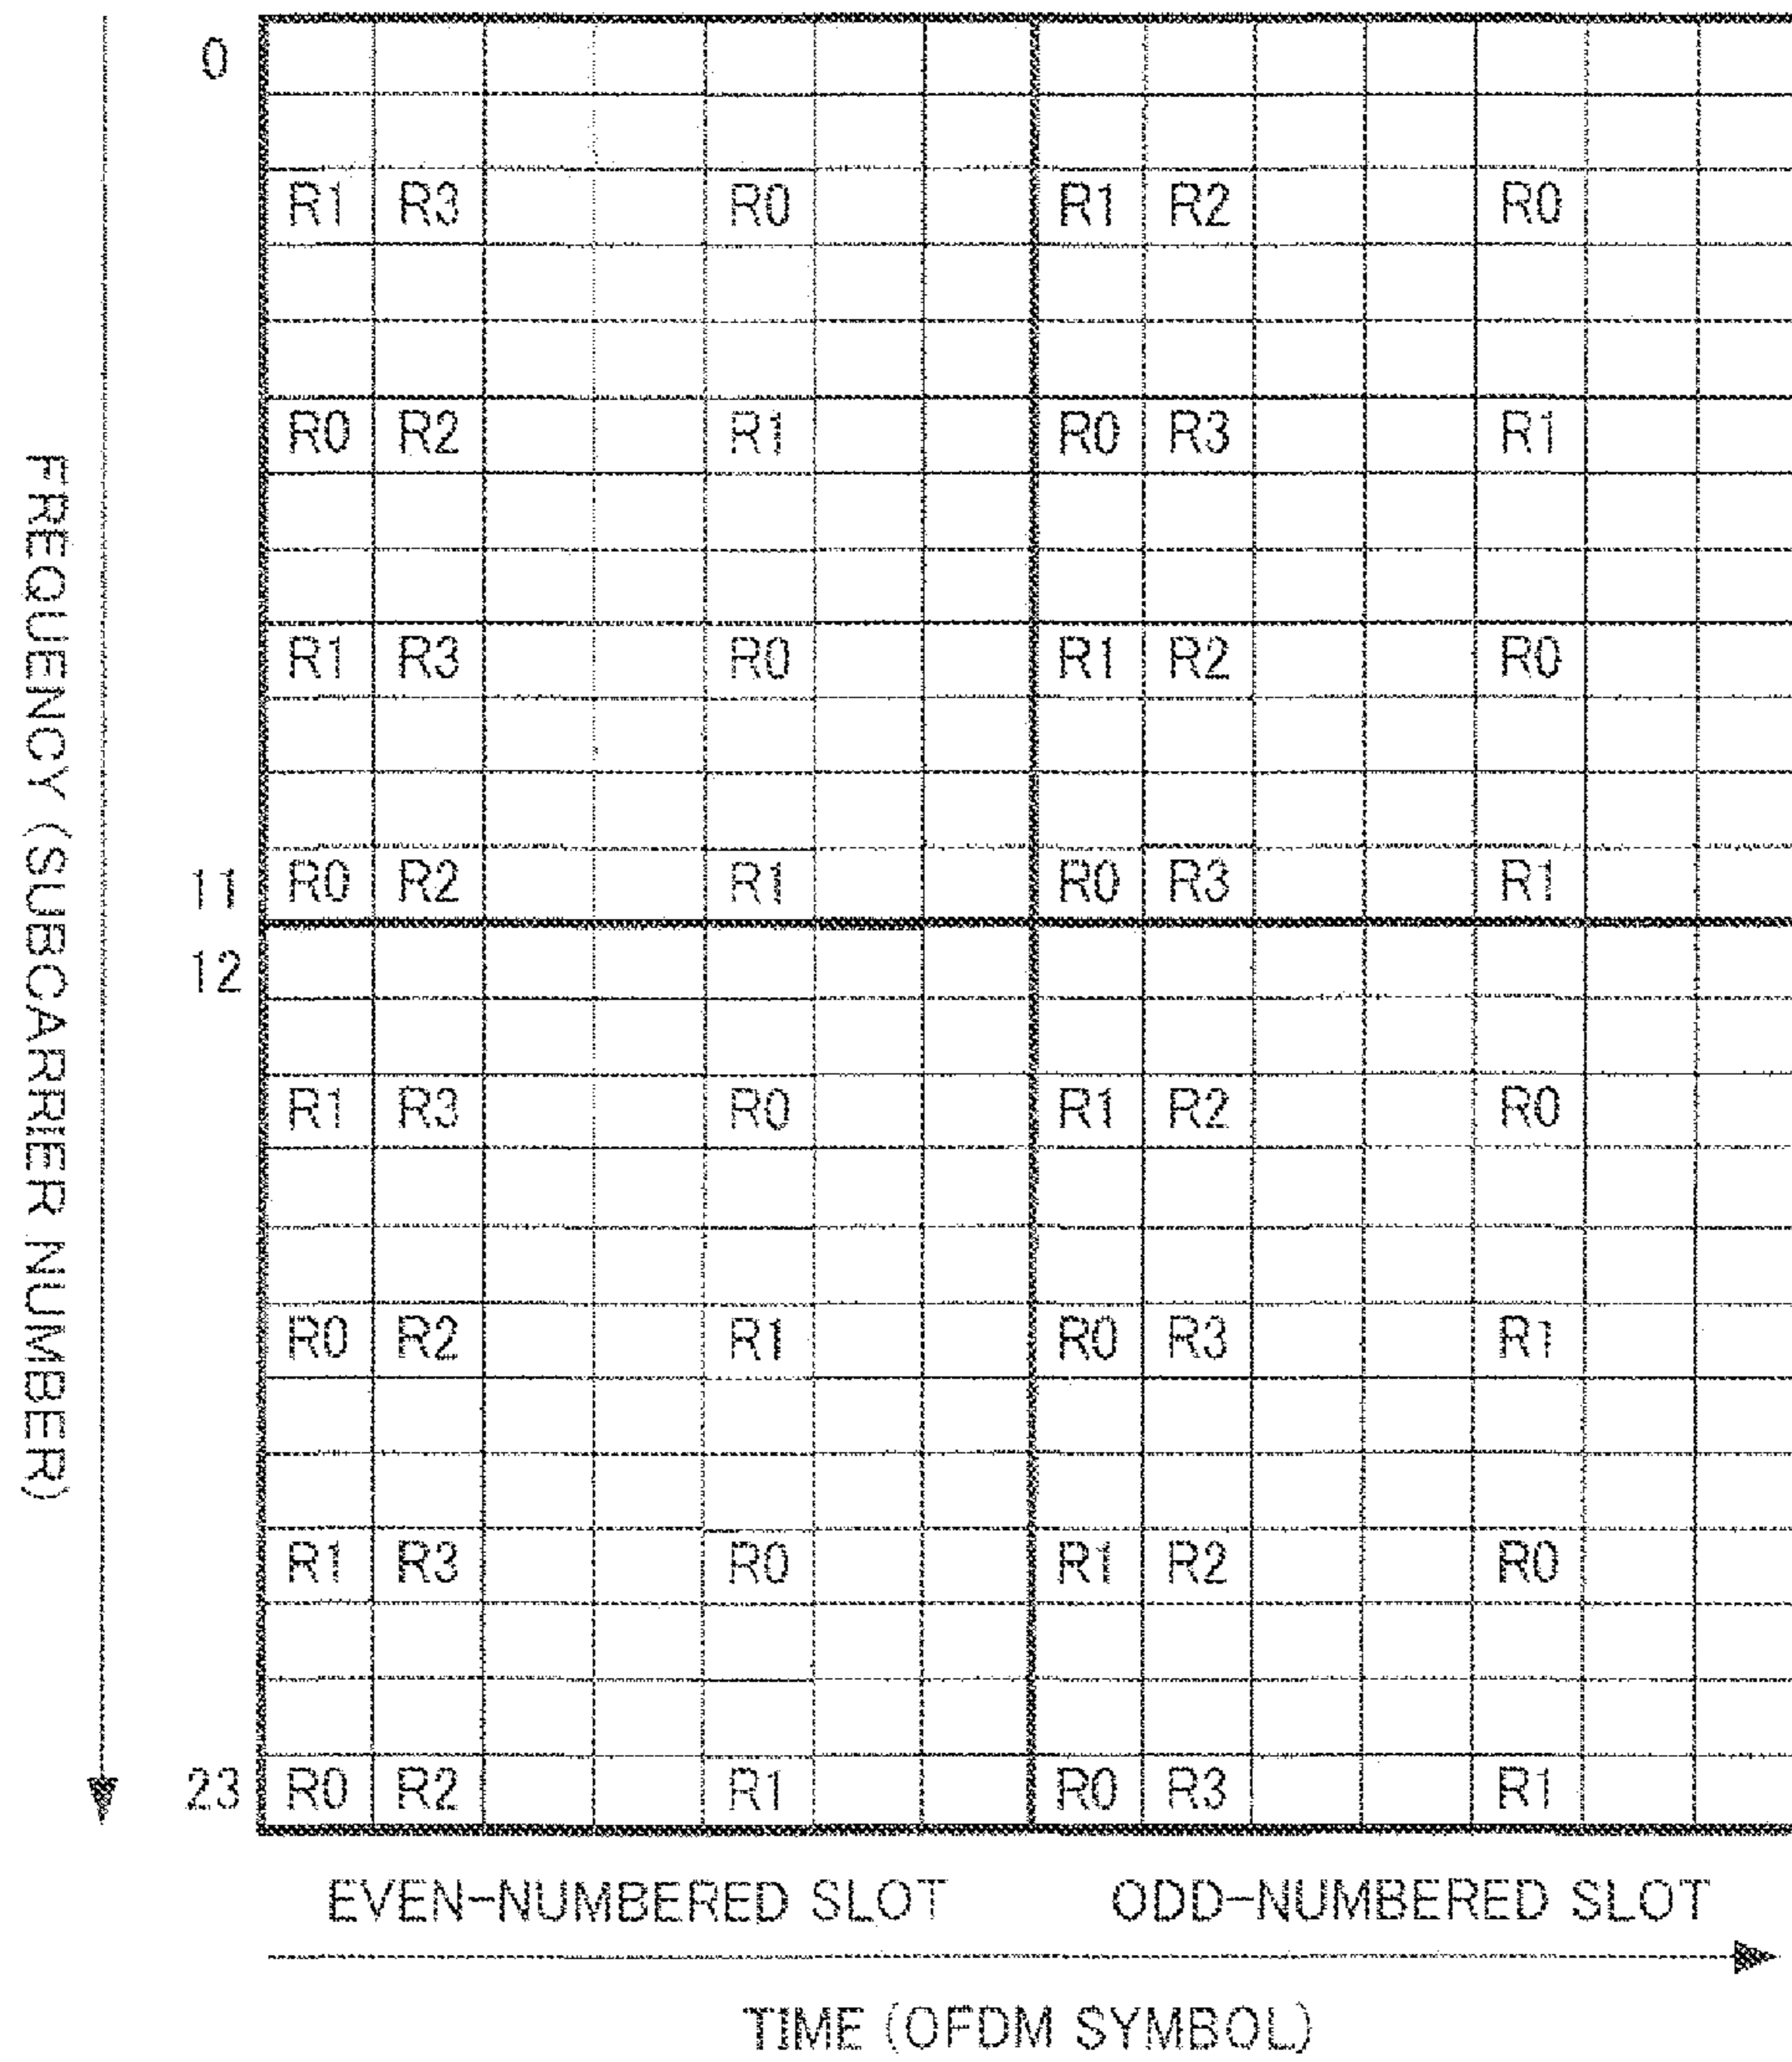 0
R1 R3 R0 R1 R2 R0
R0 R2 R1 R0 R3 R1
R1 R3 R0 R1 R2 R0
11 R0 R2 R1 R0 R3 R1
12
R1 R3 R0 R1 R2 R0
R0 R2 R1 R0 R3 R1
R1 R3 R0 R1 R2 R0
23 R0 R2 R1 R0 R3 R1
FREQUENCY (SUBCARRIER NUMBER)
EVEN-NUMBERED SLOT ODD-NUMBERED SLOT
TIME (OFDM SYMBOL)